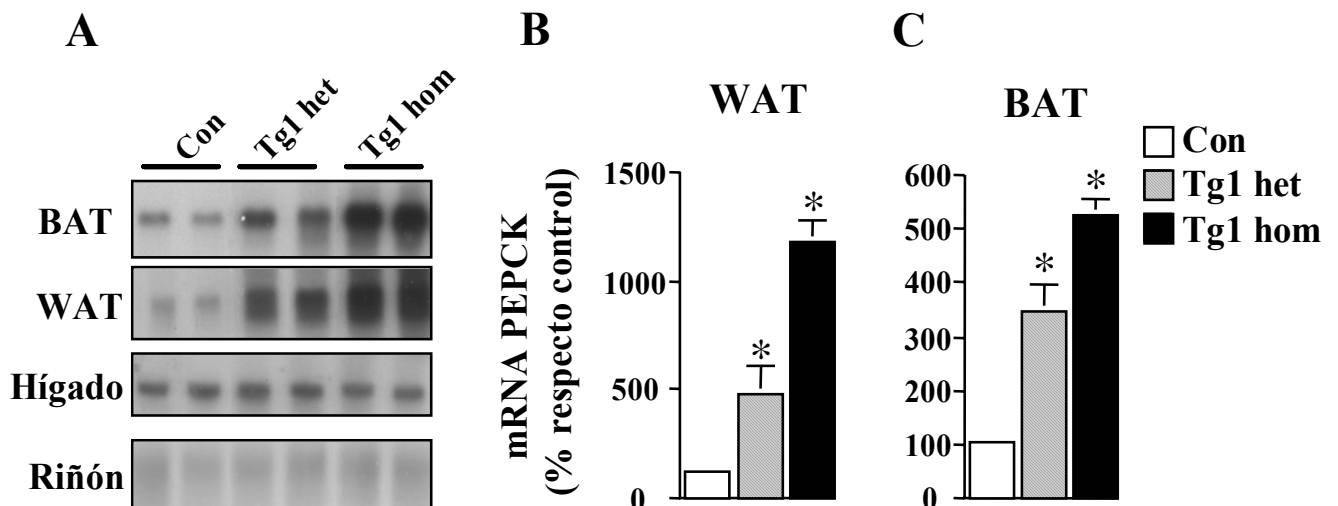 A
Con
Tg1 het
Tg1 hom
BAT
WAT
Hígado
Riñón
B
WAT
mRNA PEPCK
(% respecto control)
1500
1000
500
0
*
*
C
BAT
600
500
400
300
200
100
0
*
*
Con
Tg1 het
Tg1 hom